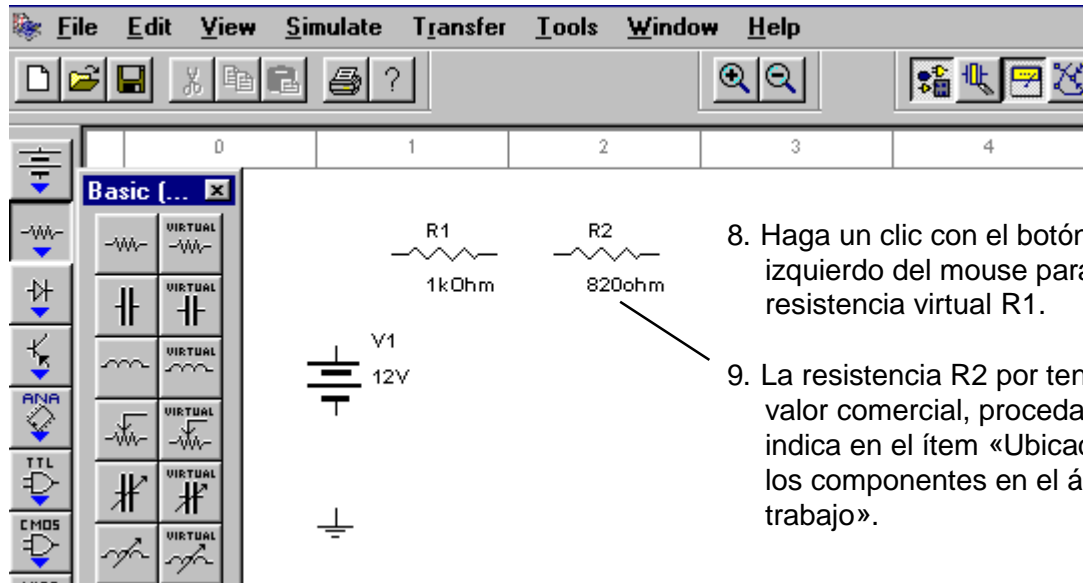 File Edit View Simulate Transfer Tools Window Help
?
0 1 2 3 4
Basic (...
VIRTUAL
VIRTUAL
VIRTUAL
VIRTUAL
VIRTUAL
VIRTUAL
ANA
TTL
CMOS
R1
1kOhm
R2
820ohm
V1
12V
8. Haga un clic con el botón
izquierdo del mouse para
resistencia virtual R1.
9. La resistencia R2 por ten
valor comercial, proceda
indica en el ítem «Ubicac
los componentes en el á
trabajo».